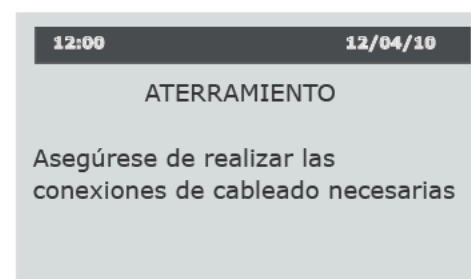 12:00 12/04/10
ATERRAMIENTO
Asegúrese de realizar las
conexiones de cableado necesarias